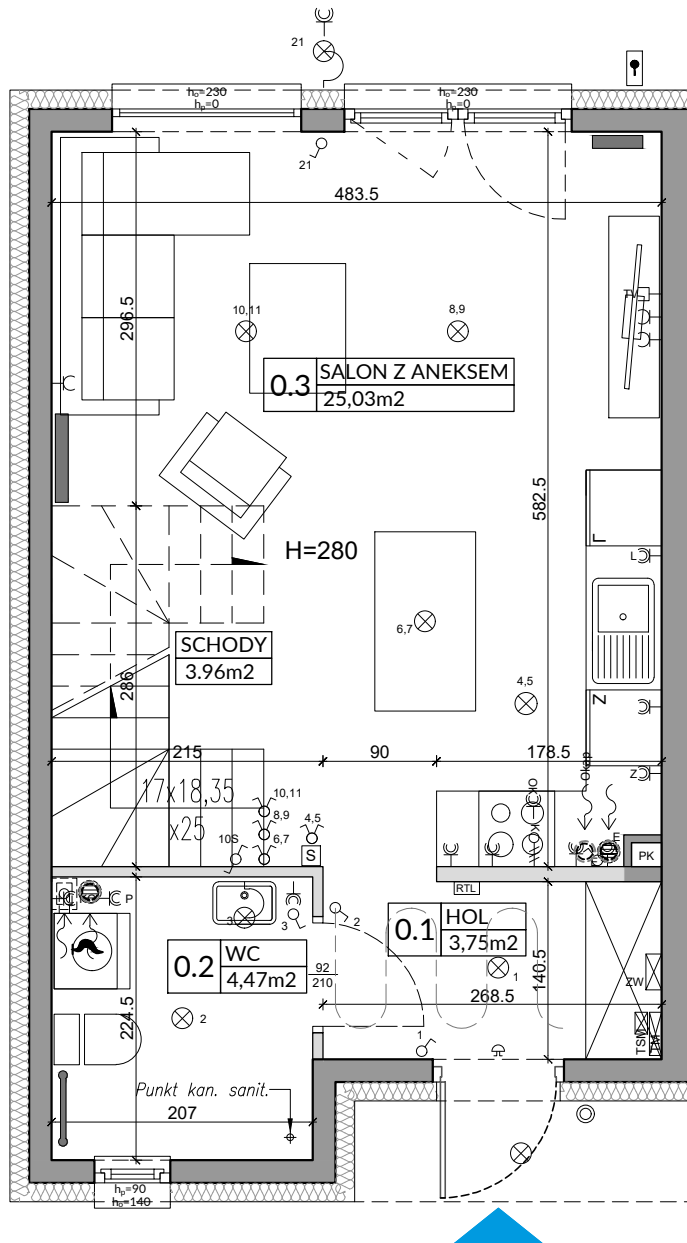 21
h₀=230
hₚ=0
h₀=230
hₚ=0
21
483.5
296.5
10,11
8,9
TV
0.3 SALON Z ANEKSEM
25,03m2
582.5
H=280
L
L
6,7
SCHODY
3.96m2
286
4,5
Z
215
90
178.5
Okap
Z
17x18,35
x25
10,11
8,9
6,7
4,5
10S
S
PK
RTL
P
3
3
2
0.1 HOL
3,75m2
0.2 WC
4,47m2
92
210
140.5
1
ZW
268.5
224.5
2
TSM
TM
1
Punkt kan. sanit.
207
1
hₚ=90
h₀=140